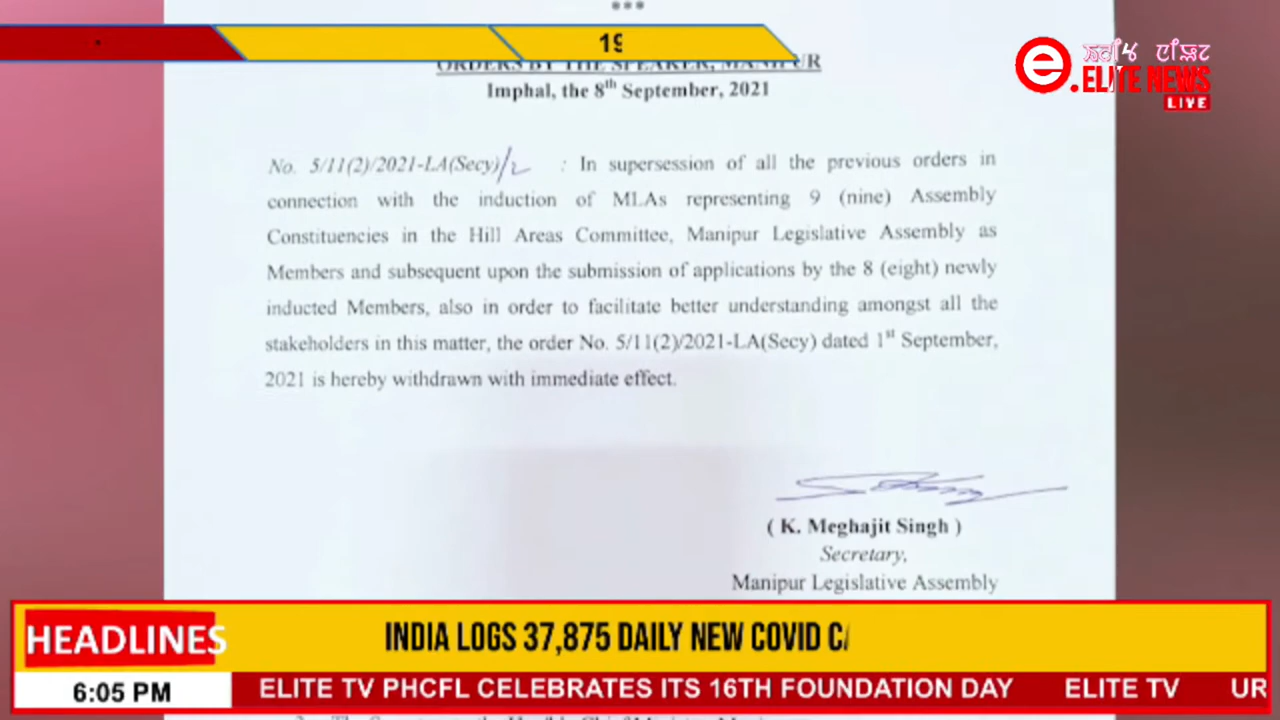 19
ORDERS BY THE SPEAKER, MANIPUR
Imphal, the 8th September, 2021
e.
ELITE NEWS
LIVE
No. 5/11(2)/2021-LA(Secy)/2 : In supersession of all the previous orders in
connection with the induction of MLAs representing 9 (nine) Assembly
Constituencies in the Hill Areas Committee, Manipur Legislative Assembly as
Members and subsequent upon the submission of applications by the 8 (eight) newly
inducted Members, also in order to facilitate better understanding amongst all the
stakeholders in this matter, the order No. 5/11(2)/2021-LA(Secy) dated 1st September,
2021 is hereby withdrawn with immediate effect.
( K. Meghajit Singh )
Secretary,
Manipur Legislative Assembly
HEADLINES
INDIA LOGS 37,875 DAILY NEW COVID
6:05 PM
ELITE TV PHCFL CELEBRATES ITS 16TH FOUNDATION DAY ELITE TV UR